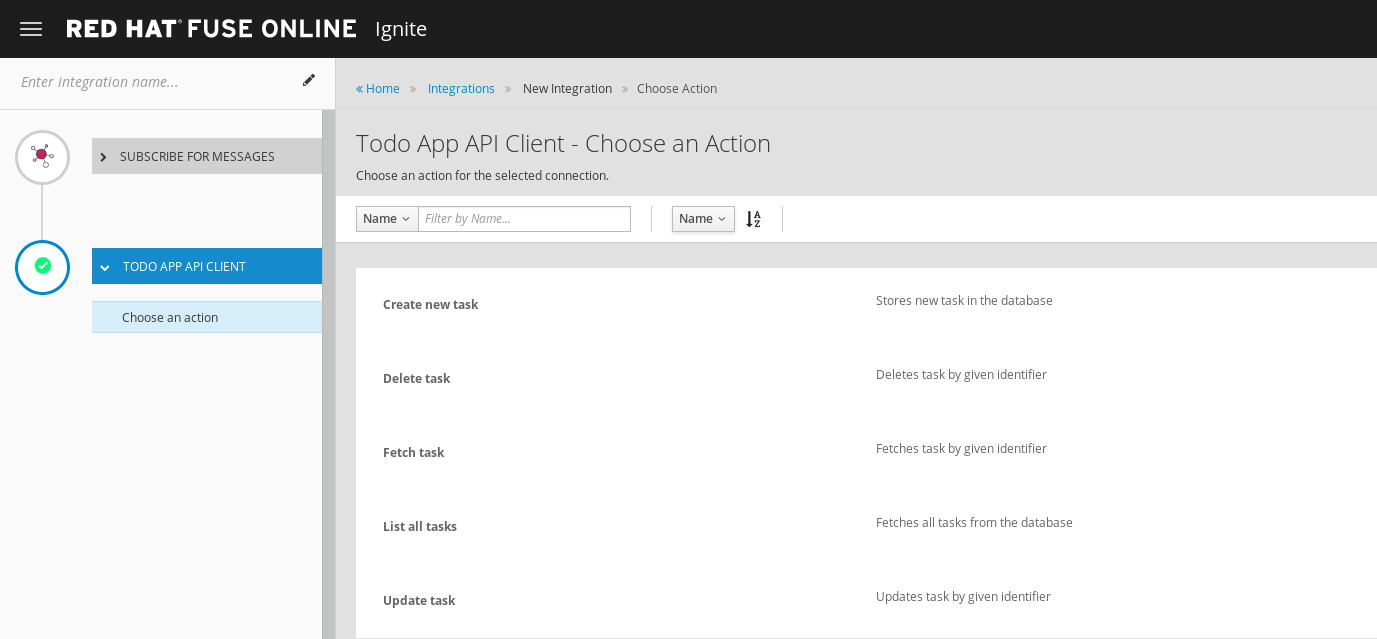 RED HAT® FUSE ONLINE Ignite
Enter integration name...
« Home » Integrations » New Integration » Choose Action
SUBSCRIBE FOR MESSAGES
TODO APP API CLIENT
Choose an action
Todo App API Client - Choose an Action
Choose an action for the selected connection.
Name Filter by Name... Name A Z
Create new task Stores new task in the database
Delete task Deletes task by given identifier
Fetch task Fetches task by given identifier
List all tasks Fetches all tasks from the database
Update task Updates task by given identifier